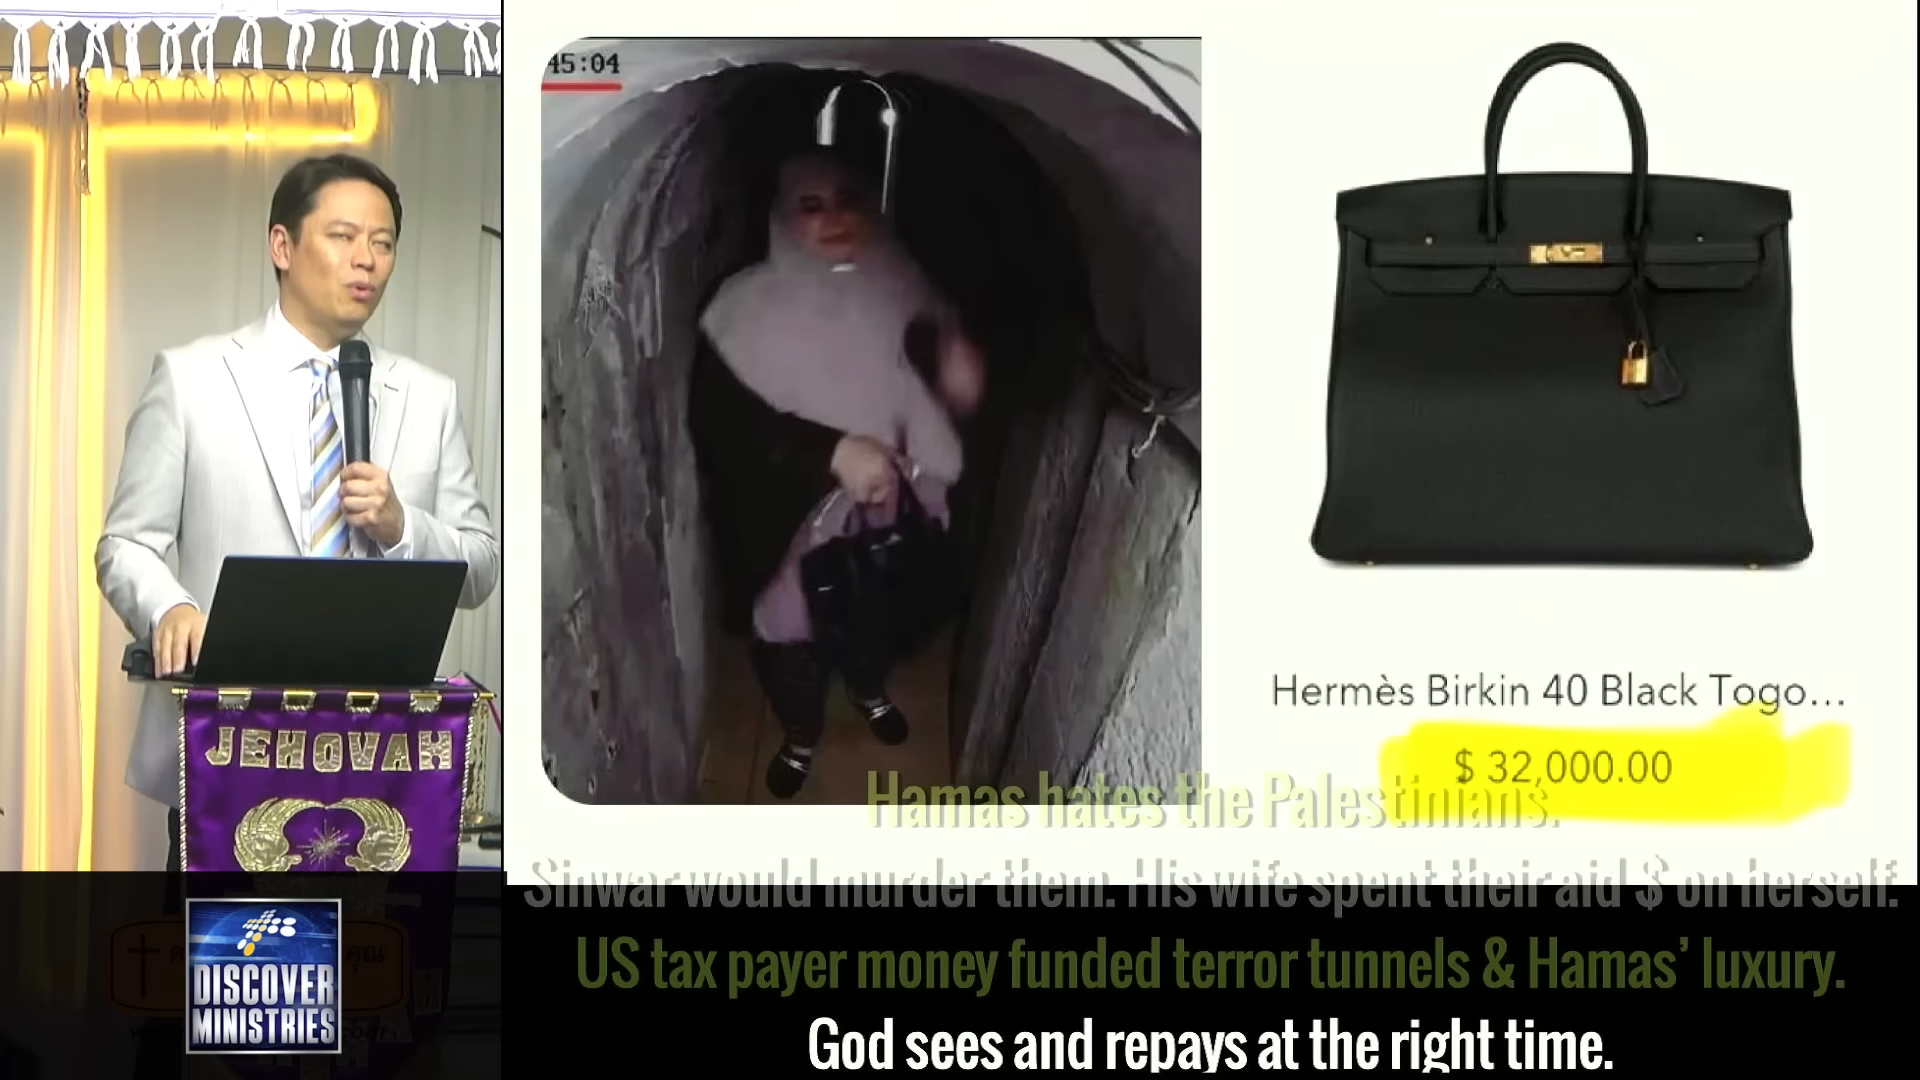 45:04
JEHOVAH
Hermès Birkin 40 Black Togo...
$ 32,000.00
Hamas hates the Palestinians.
Sinwar would murder them. His wife spent their aid $ on herself.
US tax payer money funded terror tunnels & Hamas' luxury.
God sees and repays at the right time.
DISCOVER
MINISTRIES